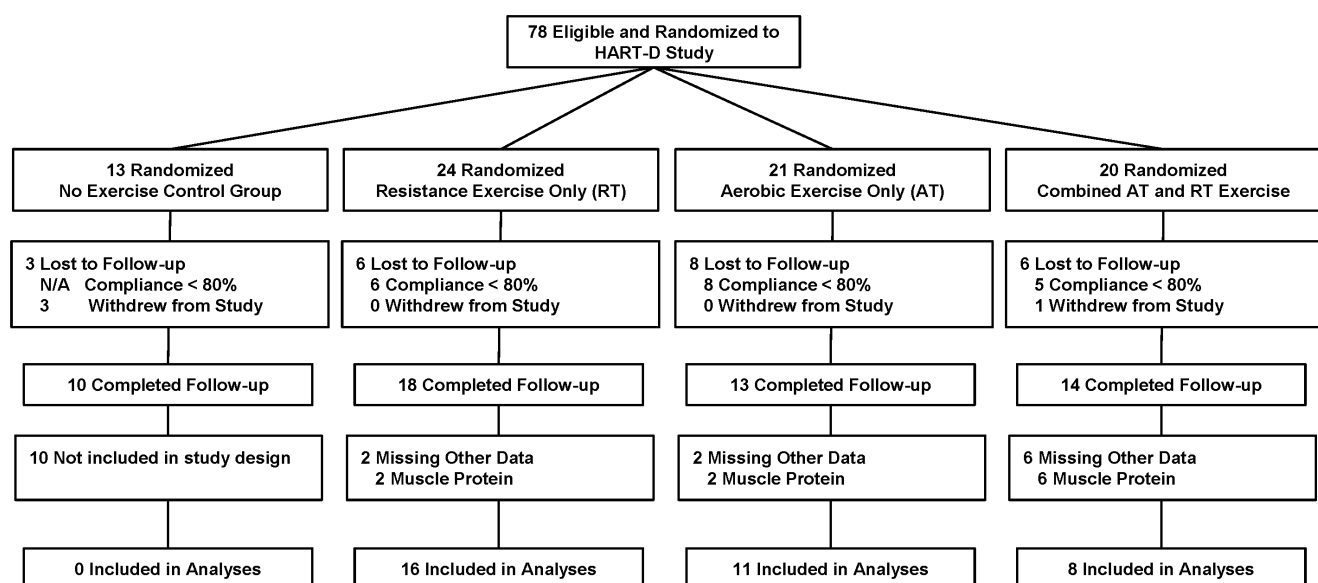 78 Eligible and Randomized to
HART-D Study
13 Randomized
No Exercise Control Group
24 Randomized
Resistance Exercise Only (RT)
21 Randomized
Aerobic Exercise Only (AT)
20 Randomized
Combined AT and RT Exercise
3 Lost to Follow-up
N/A Compliance < 80%
3 Withdrew from Study
6 Lost to Follow-up
6 Compliance < 80%
0 Withdrew from Study
8 Lost to Follow-up
8 Compliance < 80%
0 Withdrew from Study
6 Lost to Follow-up
5 Compliance < 80%
1 Withdrew from Study
10 Completed Follow-up
18 Completed Follow-up
13 Completed Follow-up
14 Completed Follow-up
10 Not included in study design
2 Missing Other Data
2 Muscle Protein
2 Missing Other Data
2 Muscle Protein
6 Missing Other Data
6 Muscle Protein
0 Included in Analyses
16 Included in Analyses
11 Included in Analyses
8 Included in Analyses